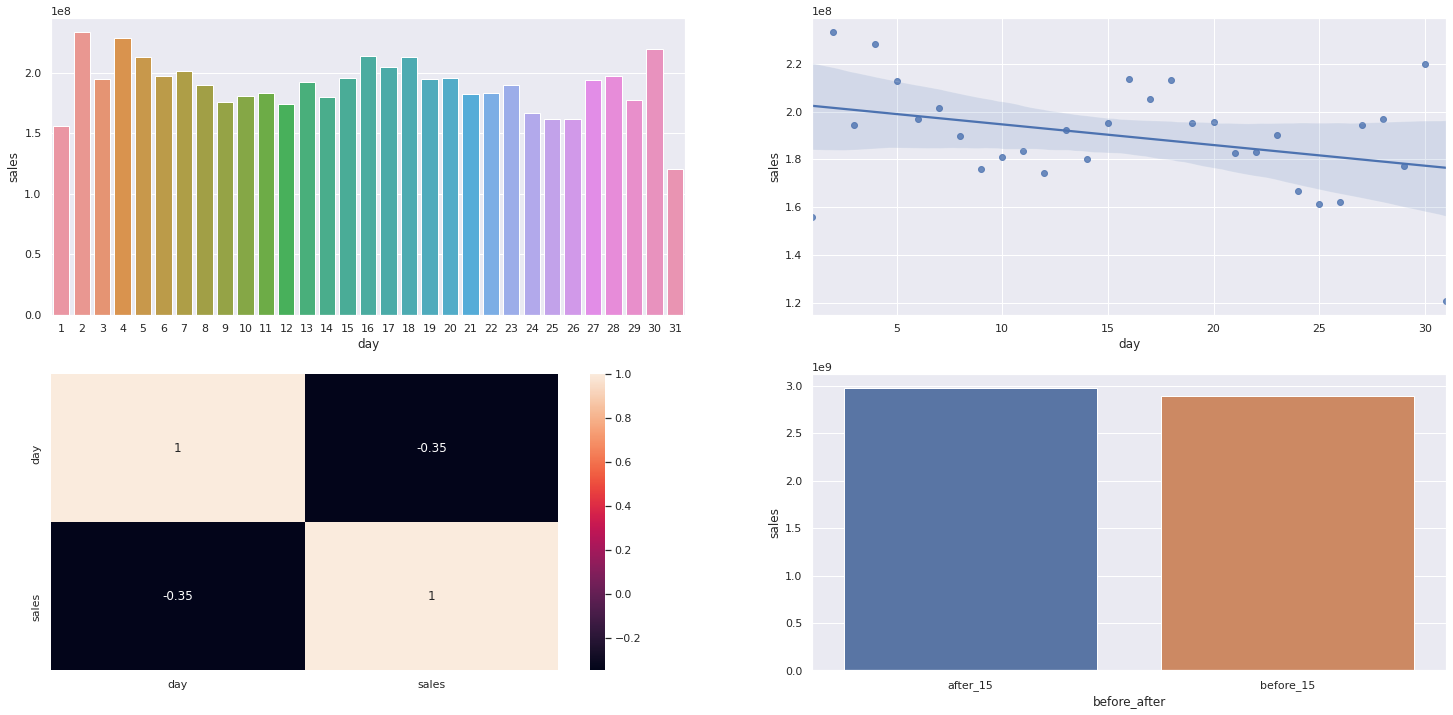 1e8
sales
2.0
1.5
1.0
0.5
0.0
1 2 3 4 5 6 7 8 9 10 11 12 13 14 15 16 17 18 19 20 21 22 23 24 25 26 27 28 29 30 31
day
1e8
sales
2.2
2.0
1.8
1.6
1.4
1.2
5 10 15 20 25 30
day
day
sales
1 -0.35
-0.35 1
day sales
1.0
0.8
0.6
0.4
0.2
0.0
−0.2
1e9
sales
3.0
2.5
2.0
1.5
1.0
0.5
0.0
after_15 before_15
before_after